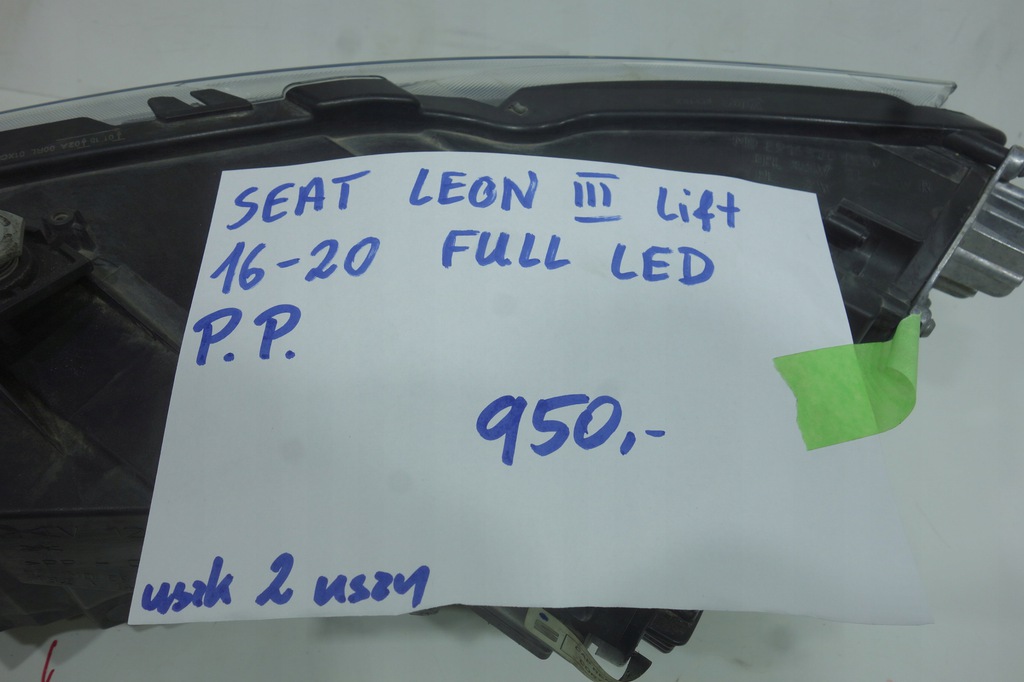 SEAT LEON III Lift
16-20 FULL LED
P.P.
950,-
uszk 2 uszy